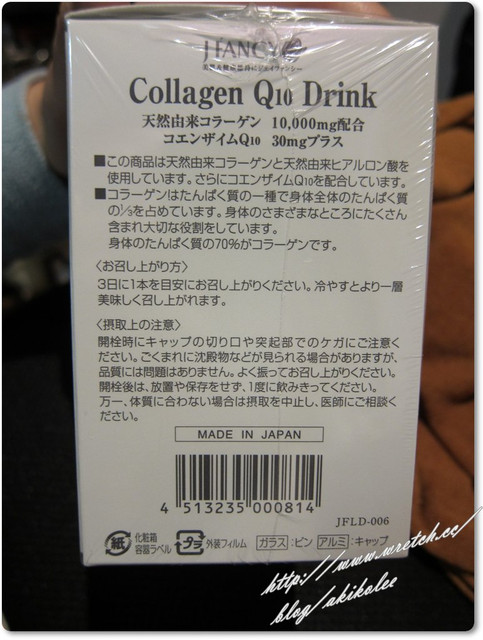 J FANCY
Collagen Q10 Drink
天然由来コラーゲン 10,000mg配合
コエンザイムQ10 30mgプラス
■この商品は天然由来コラーゲンと天然由来ヒアルロン酸を
使用しています。さらにコエンザイムQ10を配合しています。
■コラーゲンはたんぱく質の一種で身体全体のたんぱく質
の1/3を占めています。身体のさまざまなところにたくさん
含まれ大切な役割をしています。
身体のたんぱく質の70%がコラーゲンです。
〈お召し上がり方〉
3日に1本を目安にお召し上がりください。冷やすとより一層
美味しく召し上がれます。
〈摂取上の注意〉
開栓時にキャップの切り口や突起部でのケガにご注意く
ださい。ごくまれに沈殿物などが見られる場合がありますが、
品質には問題はありません。よく振ってお召し上がりください。
開栓後は、放置や保存をせず、1度に飲みきってください。
万一、体質に合わない場合は摂取を中止し、医師にご相談く
ださい。
MADE IN JAPAN
4 513235 000814
JFLD-006
紙 化粧箱 容器ラベル プラ 外装フィルム ガラス:ビン アルミ:キャップ
http://www.wretch.cc/
blog/akikolee